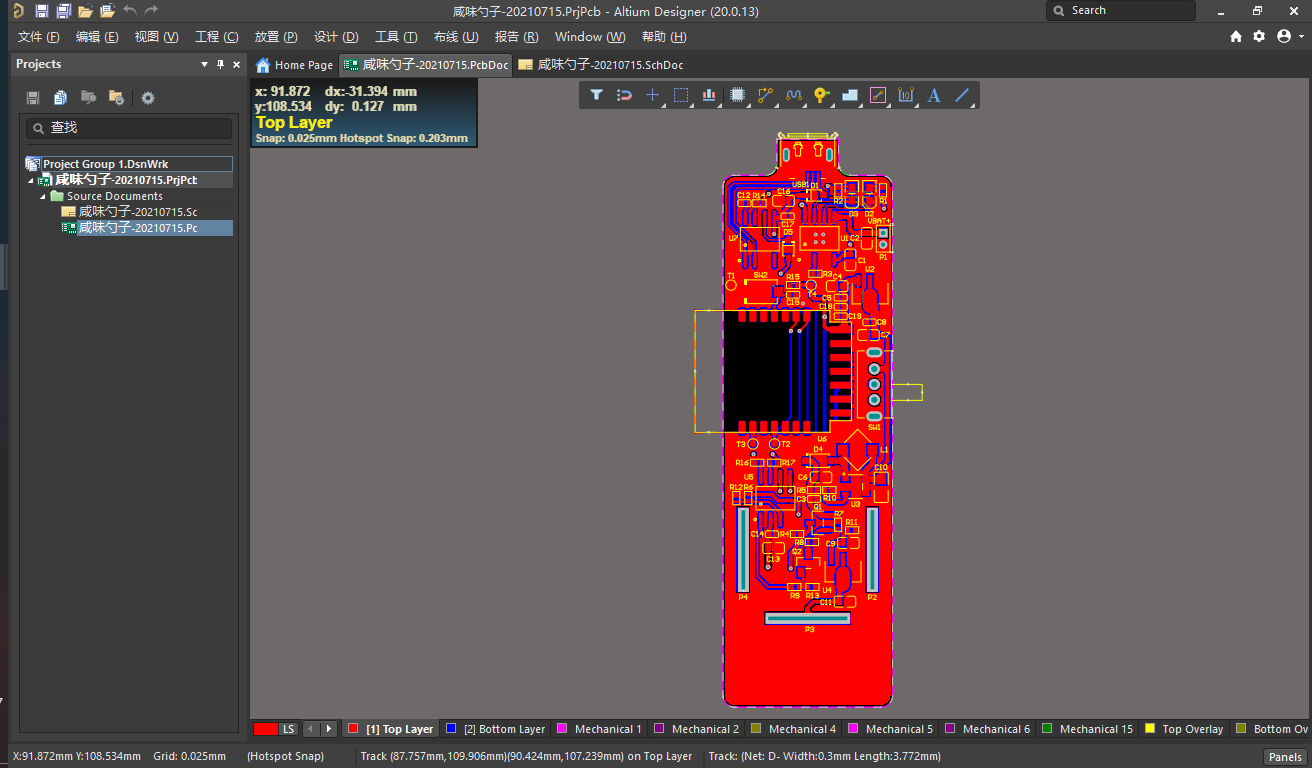 咸味勺子-20210715.PrjPcb - Altium Designer (20.0.13)
Search
文件 (F) 编辑 (E) 视图 (V) 工程 (C) 放置 (P) 设计 (D) 工具 (T) 布线 (U) 报告 (R) Window (W) 帮助 (H)
Projects
Home Page 咸味勺子-20210715.PcbDoc 咸味勺子-20210715.SchDoc
x: 91.872 dx:-31.394 mm
y:108.534 dy: 0.127 mm
Top Layer
Snap: 0.025mm Hotspot Snap: 0.203mm
查找
Project Group 1.DsnWrk
咸味勺子-20210715.PrjPcb
Source Documents
咸味勺子-20210715.Sc
咸味勺子-20210715.Pc
USB1 D1
C12 R14 C16 R2 D3 D2 R1
C17 VBAT+
U7 D5 U1 C2
P1
C1
T1 SW2 R15 R3 C4 U2
T4
C15 C5
C18
C19 C8
C7
SW1
U6
T3 T2 D4 L1
R16 R17 C10
U5 C6
R12 R6 R5
C3 R10 U3
Q1
R7
R11
C14 R4
R8 C9
Q2
C13
U4
P4 R9 R13 P2
C11
P3
LS [1] Top Layer [2] Bottom Layer Mechanical 1 Mechanical 2 Mechanical 4 Mechanical 5 Mechanical 6 Mechanical 15 Top Overlay Bottom Ov
X:91.872mm Y:108.534mm Grid: 0.025mm (Hotspot Snap) Track (87.757mm,109.906mm)(90.424mm,107.239mm) on Top Layer Track: (Net: D- Width:0.3mm Length:3.772mm) Panels